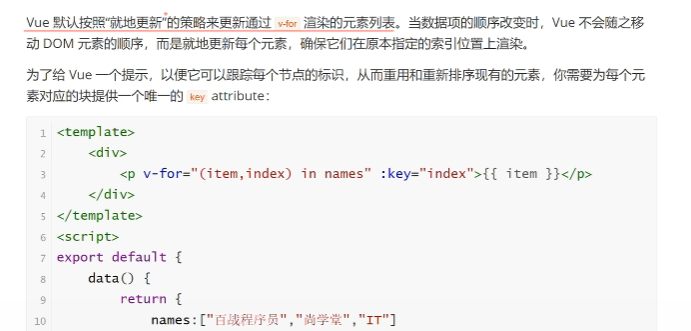 Vue 默认按照“就地更新”的策略来更新通过 v-for 渲染的元素列表。当数据项的顺序改变时，Vue 不会随之移
动 DOM 元素的顺序，而是就地更新每个元素，确保它们在原本指定的索引位置上渲染。
为了给 Vue 一个提示，以便它可以跟踪每个节点的标识，从而重用和重新排序现有的元素，你需要为每个元
素对应的块提供一个唯一的 key attribute：
1 <template>
2     <div>
3         <p v-for="(item,index) in names" :key="index">{{ item }}</p>
4     </div>
5 </template>
6 <script>
7 export default {
8     data() {
9         return {
10             names:["百战程序员","尚学堂","IT"]